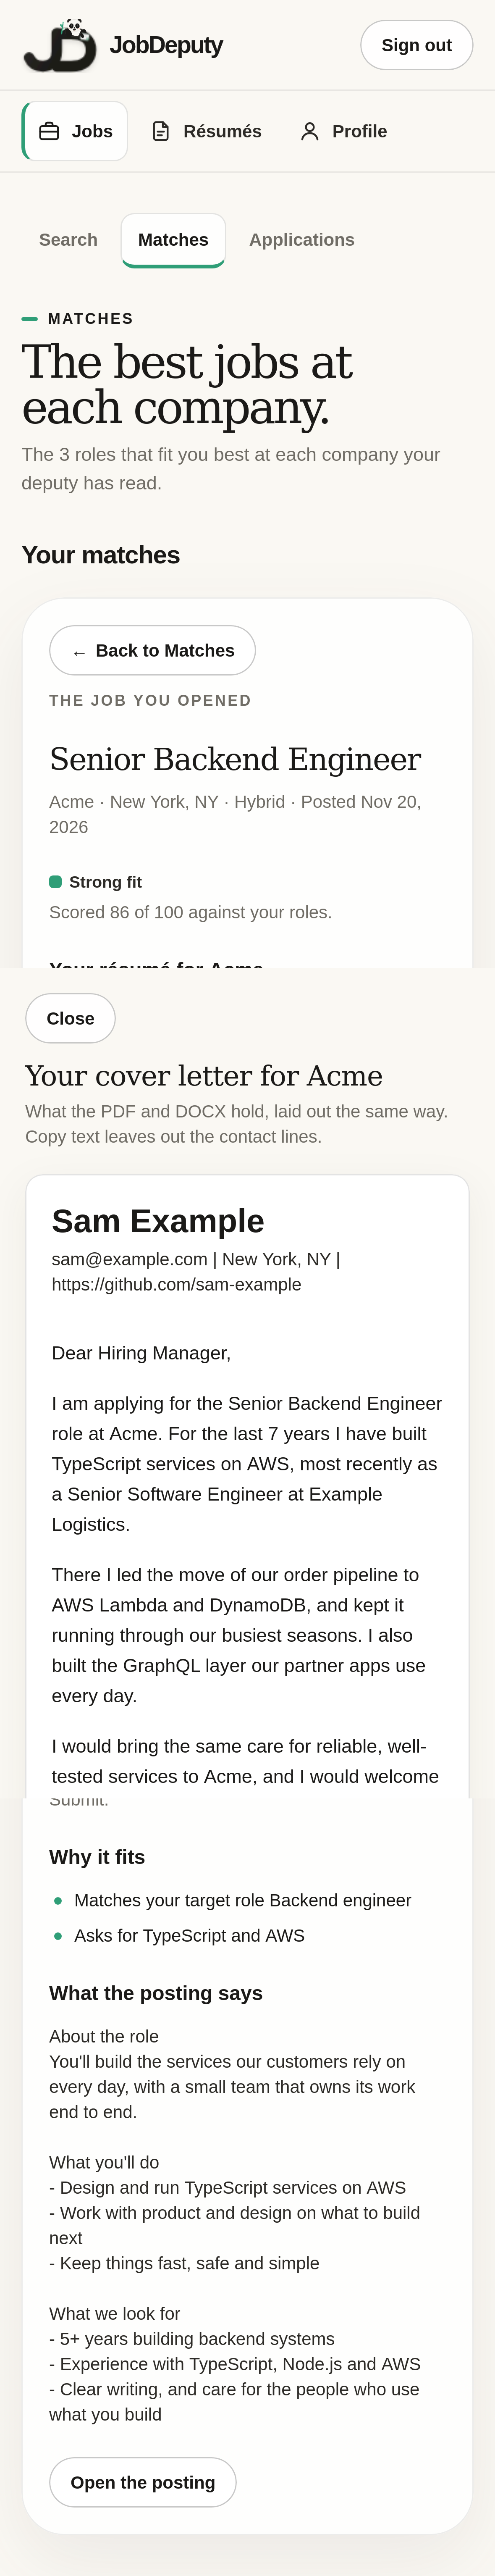 JobDeputy
Sign out
Jobs
Résumés
Profile
Search
Matches
Applications
MATCHES
The best jobs at
each company.
The 3 roles that fit you best at each company your
deputy has read.
Your matches
← Back to Matches
THE JOB YOU OPENED
Senior Backend Engineer
Acme · New York, NY · Hybrid · Posted Nov 20,
2026
Strong fit
Scored 86 of 100 against your roles.
Your résumé for Acme
Close
Your cover letter for Acme
What the PDF and DOCX hold, laid out the same way.
Copy text leaves out the contact lines.
Sam Example
sam@example.com | New York, NY |
https://github.com/sam-example
Dear Hiring Manager,
I am applying for the Senior Backend Engineer
role at Acme. For the last 7 years I have built
TypeScript services on AWS, most recently as
a Senior Software Engineer at Example
Logistics.
There I led the move of our order pipeline to
AWS Lambda and DynamoDB, and kept it
running through our busiest seasons. I also
built the GraphQL layer our partner apps use
every day.
I would bring the same care for reliable, well-
tested services to Acme, and I would welcome
Submit.
Why it fits
Matches your target role Backend engineer
Asks for TypeScript and AWS
What the posting says
About the role
You'll build the services our customers rely on
every day, with a small team that owns its work
end to end.
What you'll do
- Design and run TypeScript services on AWS
- Work with product and design on what to build
next
- Keep things fast, safe and simple
What we look for
- 5+ years building backend systems
- Experience with TypeScript, Node.js and AWS
- Clear writing, and care for the people who use
what you build
Open the posting